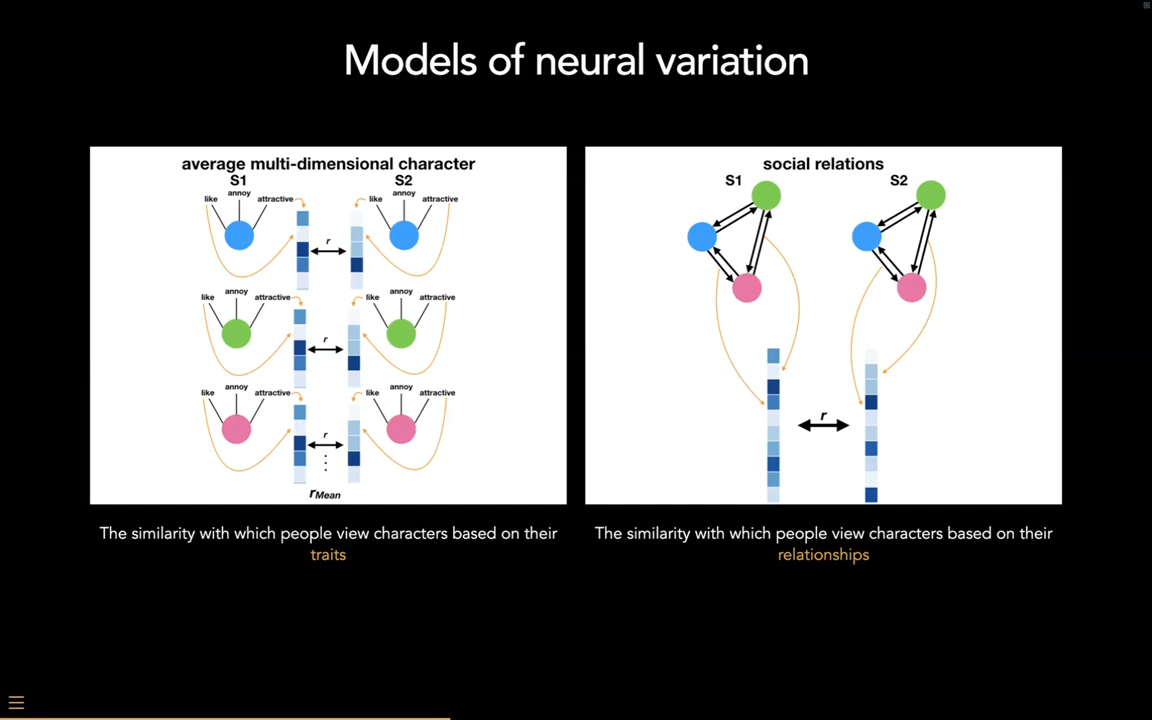 Models of neural variation
average multi-dimensional character
S1 S2
like annoy attractive like annoy attractive
r
like annoy attractive like annoy attractive
r
like annoy attractive like annoy attractive
r
rMean
The similarity with which people view characters based on their
traits
social relations
S1 S2
r
The similarity with which people view characters based on their
relationships